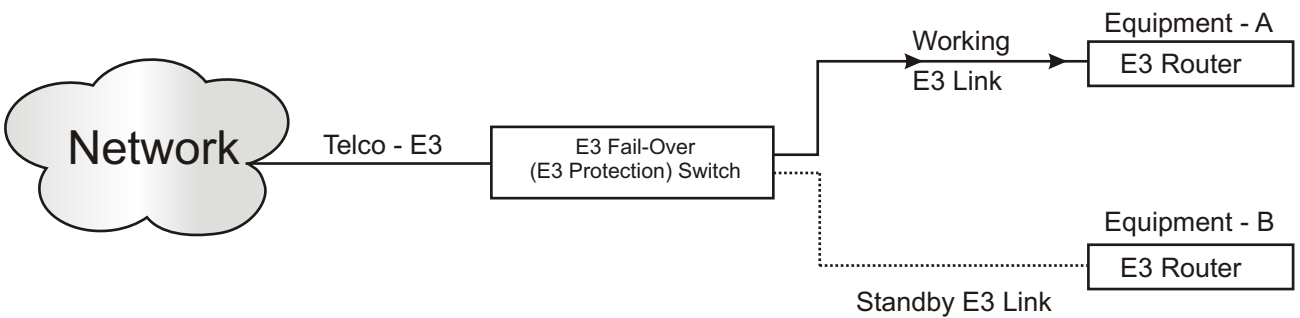 Network
Telco - E3
E3 Fail-Over
(E3 Protection) Switch
Working
E3 Link
Equipment - A
E3 Router
Equipment - B
E3 Router
Standby E3 Link